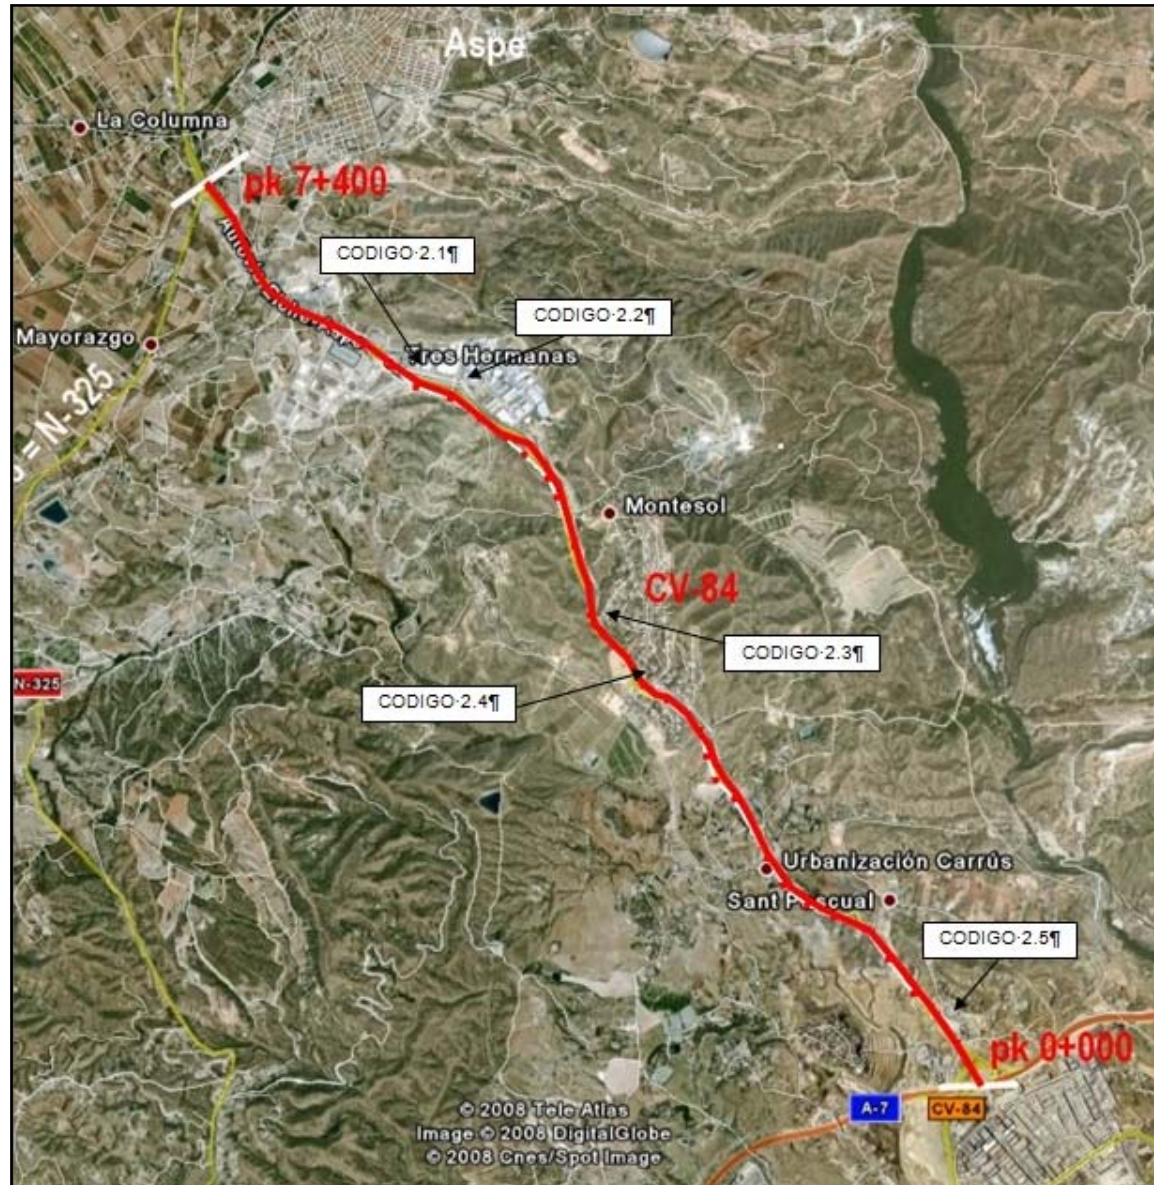 Aspe
La Columna
pk 7+400
CODIGO·2.1¶
CODIGO·2.2¶
Mayorazgo
Tres Hermanas
= N-325
Montesol
CV-84
CODIGO·2.3¶
N-325
CODIGO·2.4¶
Urbanización Carrús
Sant Pascual
CODIGO·2.5¶
pk 0+000
A-7
CV-84
© 2008 Tele Atlas
Image © 2008 DigitalGlobe
© 2008 Cnes/Spot Image